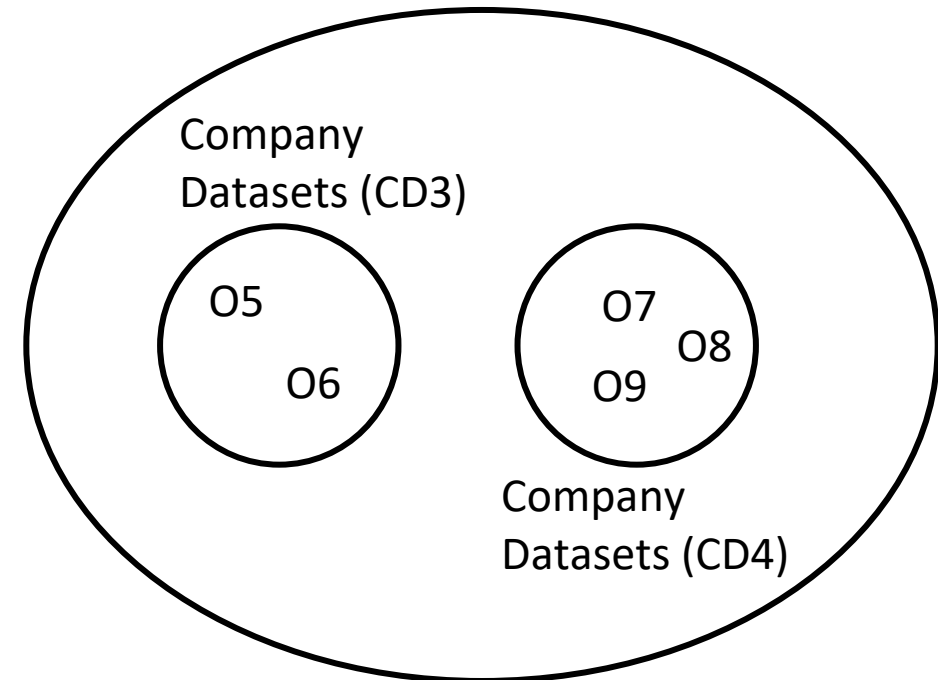 Company
Datasets (CD3)
O5
O6
O7
O8
O9
Company
Datasets (CD4)